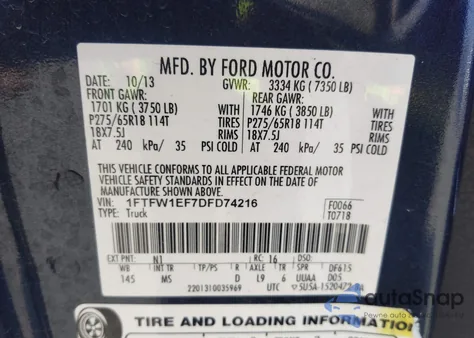 MFD. BY FORD MOTOR CO.
DATE: 10/13 GVWR: 3334 KG (7350 LB)
FRONT GAWR: REAR GAWR:
1701 KG (3750 LB) WITH 1746 KG (3850 LB) WITH
P275/65R18 114T TIRES P275/65R18 114T TIRES
18X7.5J RIMS 18X7.5J RIMS
AT 240 kPa/ 35 PSI COLD AT 240 kPa/ 35 PSI COLD
THIS VEHICLE CONFORMS TO ALL APPLICABLE FEDERAL MOTOR
VEHICLE SAFETY STANDARDS IN EFFECT ON THE DATE OF
MANUFACTURE SHOWN ABOVE.
VIN: 1FTFW1EF7DFD74216 F0066
TYPE: Truck T0718
EXT PNT: N1 RC: 16 DSO:
WB INT TR TP/PS R AXLE TR SPR DF615
145 MS D L9 6 UUAA D05
2201310035969 UTC
autoSnap
TIRE AND LOADING INFORMATION